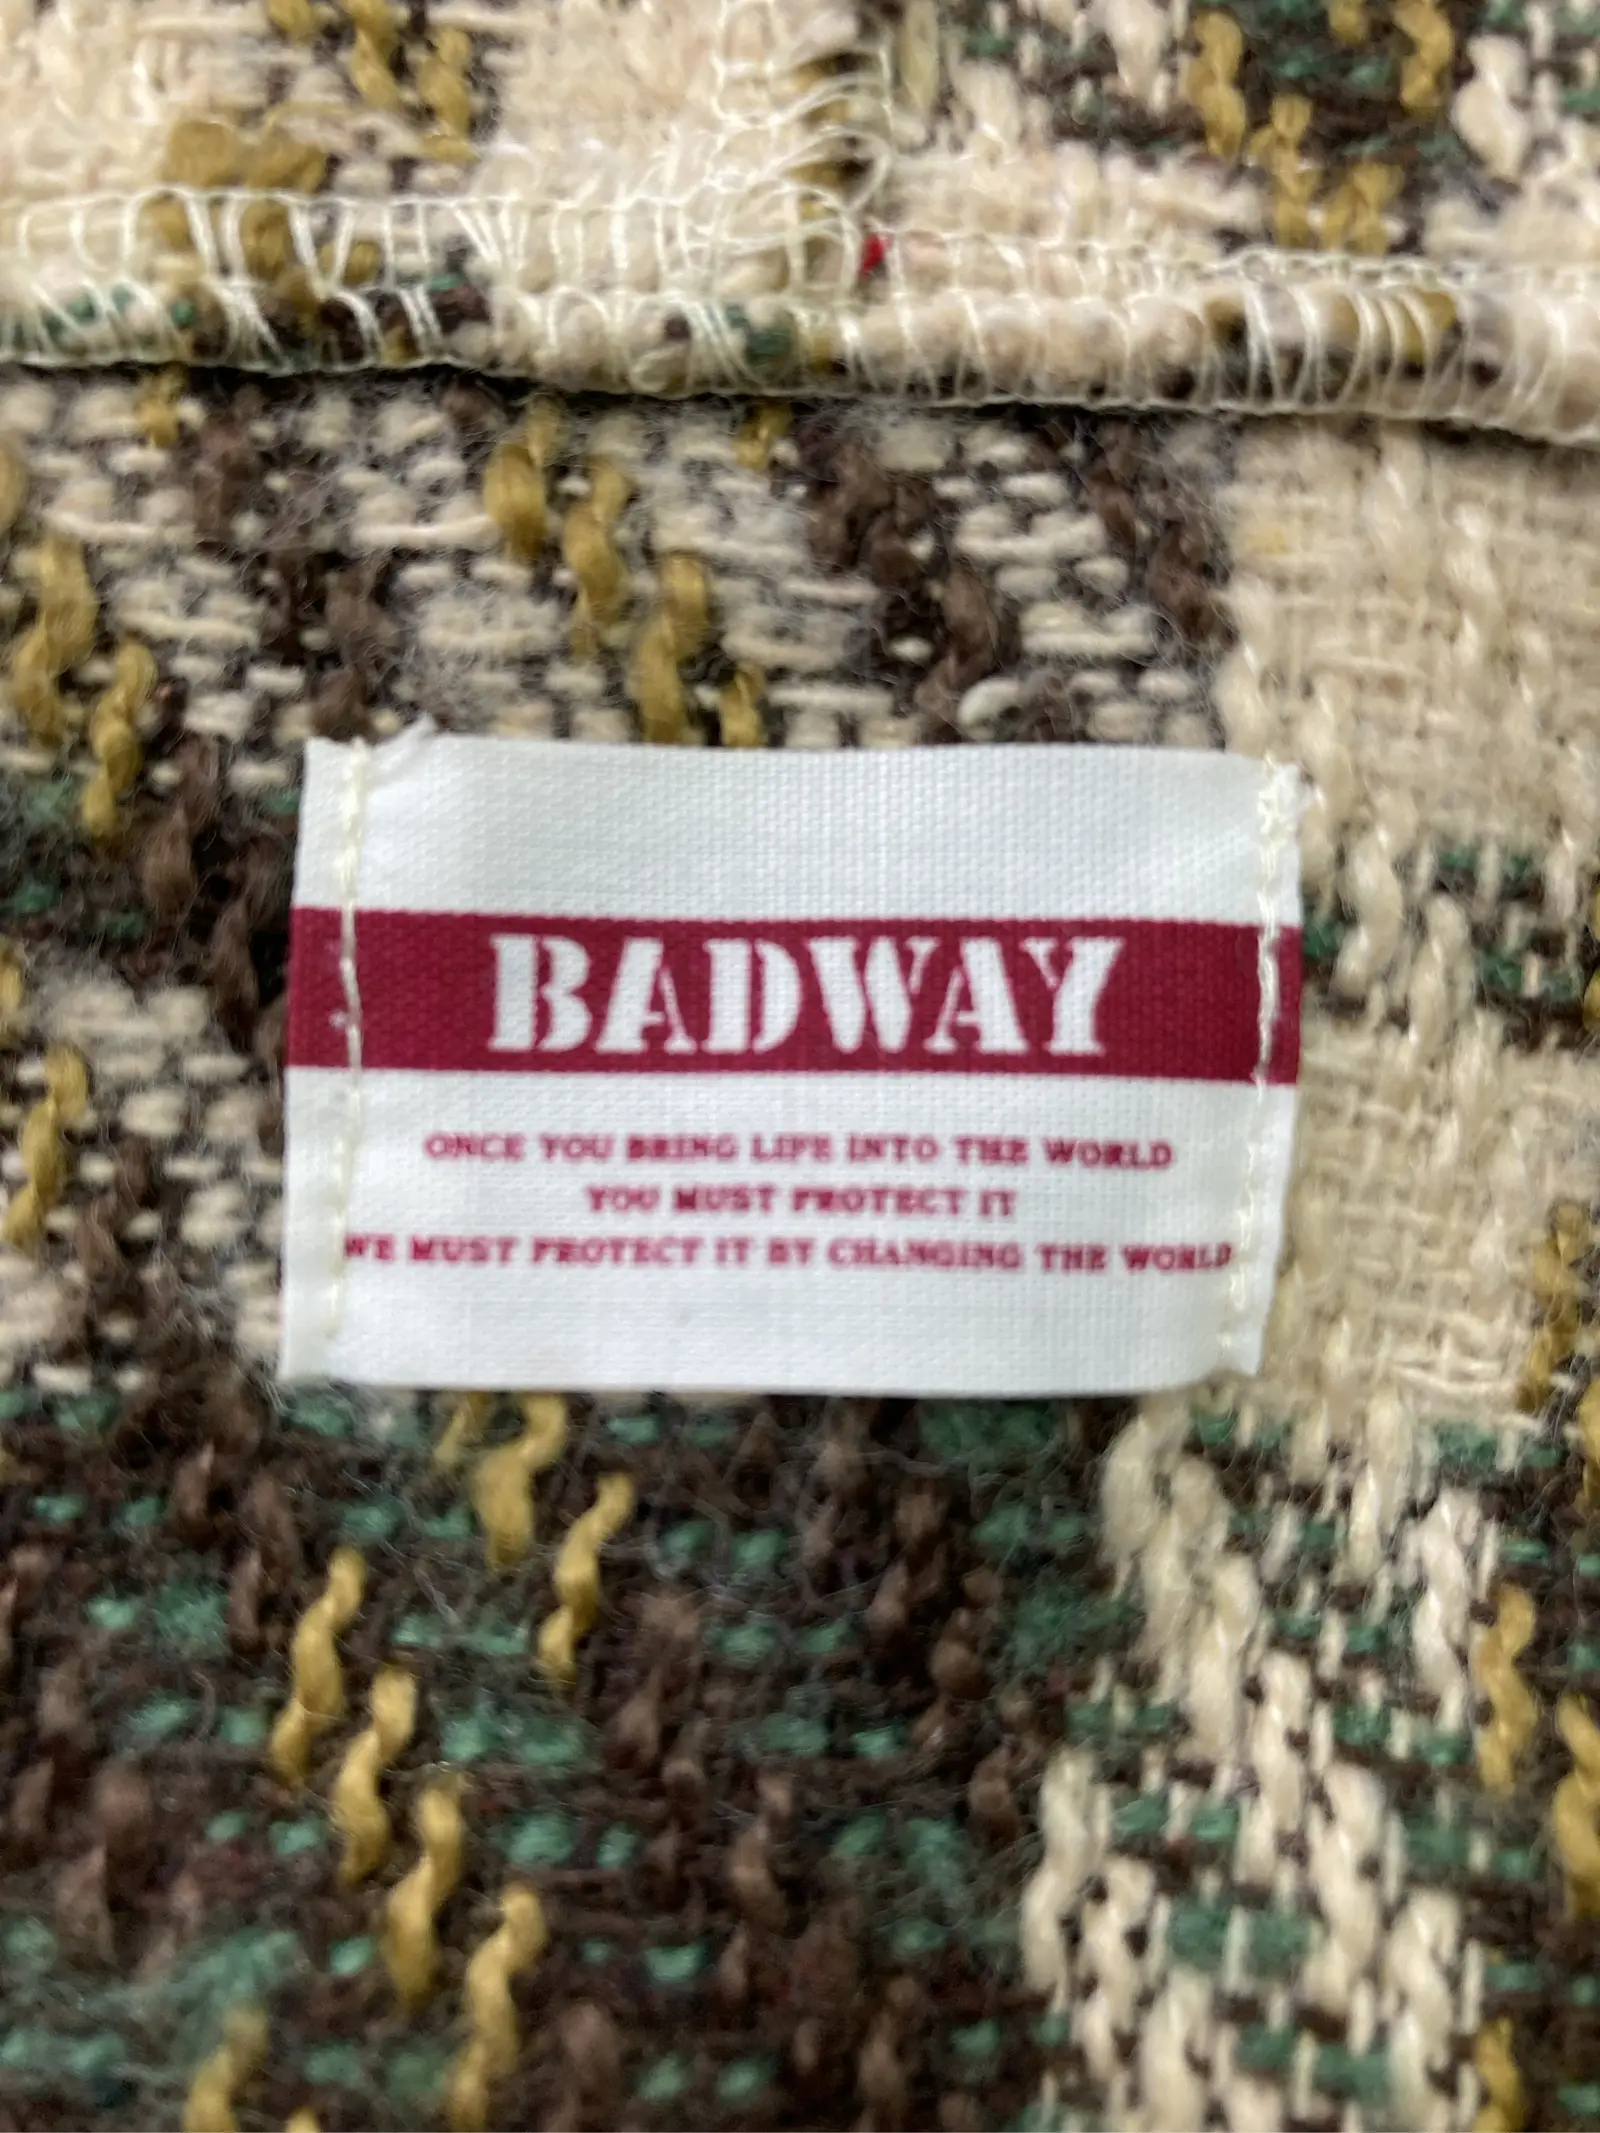 BADWAY
ONCE YOU BRING LIFE INTO THE WORLD
YOU MUST PROTECT IT
WE MUST PROTECT IT BY CHANGING THE WORLD